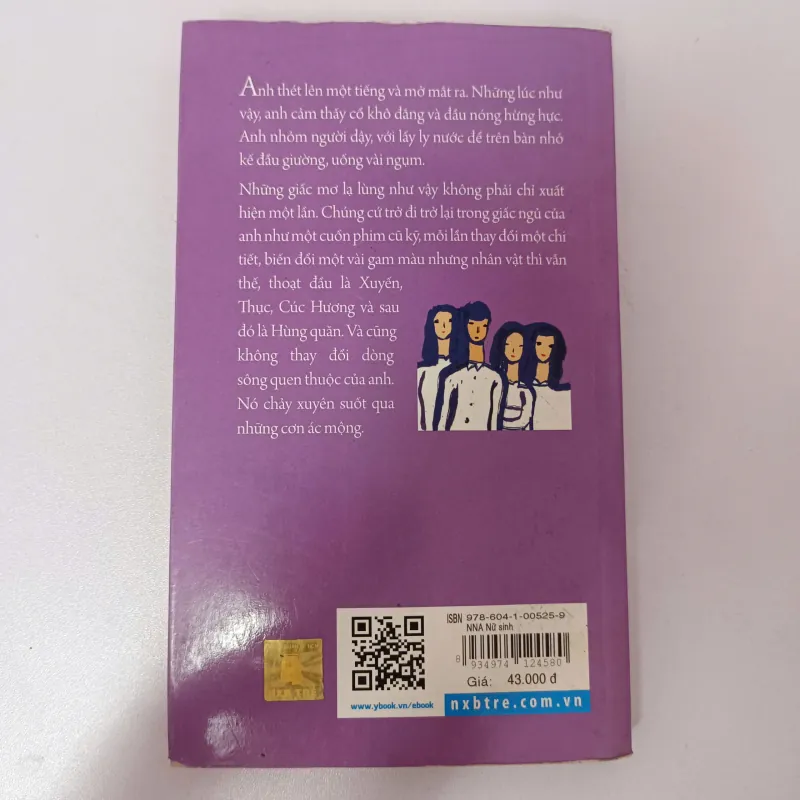 Anh thét lên một tiếng và mở mắt ra. Những lúc như
vậy, anh cảm thấy cổ khô đắng và đầu nóng hừng hực.
Anh nhỏm người dậy, với lấy ly nước để trên bàn nhỏ
kế đầu giường, uống vài ngụm.
Những giấc mơ lạ lùng như vậy không phải chỉ xuất
hiện một lần. Chúng cứ trở đi trở lại trong giấc ngủ của
anh như một cuốn phim cũ kỹ, mỗi lần thay đổi một chi
tiết, biến đổi một vài gam màu nhưng nhân vật thì vẫn
thế, thoạt đầu là Xuyến,
Thục, Cúc Hương và sau
đó là Hùng quăn. Và cũng
không thay đổi dòng
sông quen thuộc của anh.
Nó chảy xuyên suốt qua
những cơn ác mộng.
ISBN 978-604-1-00525-9
NNA Nữ sinh
8 934974 124580
Giá: 43.000 đ
www.ybook.vn/ebook
nxbtre.com.vn